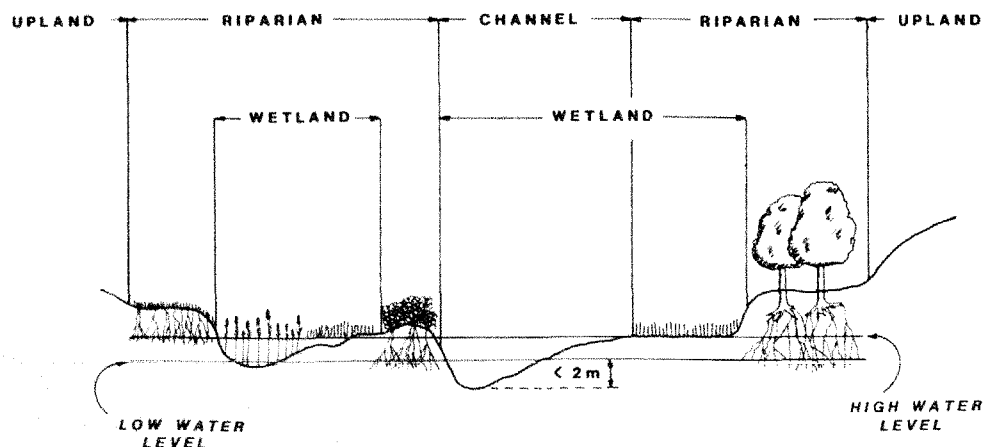 UPLAND RIPARIAN CHANNEL RIPARIAN UPLAND
WETLAND WETLAND
< 2m
LOW WATER
LEVEL
HIGH WATER
LEVEL